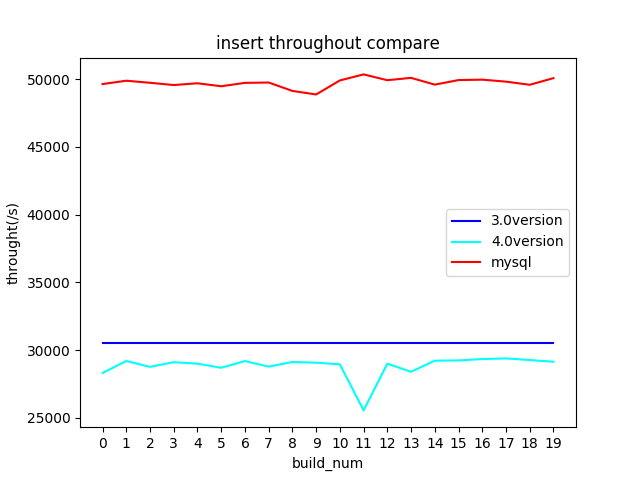 insert throughout compare
throught(/s)
50000
45000
40000
35000
30000
25000
3.0version
4.0version
mysql
0 1 2 3 4 5 6 7 8 9 10 11 12 13 14 15 16 17 18 19
build_num